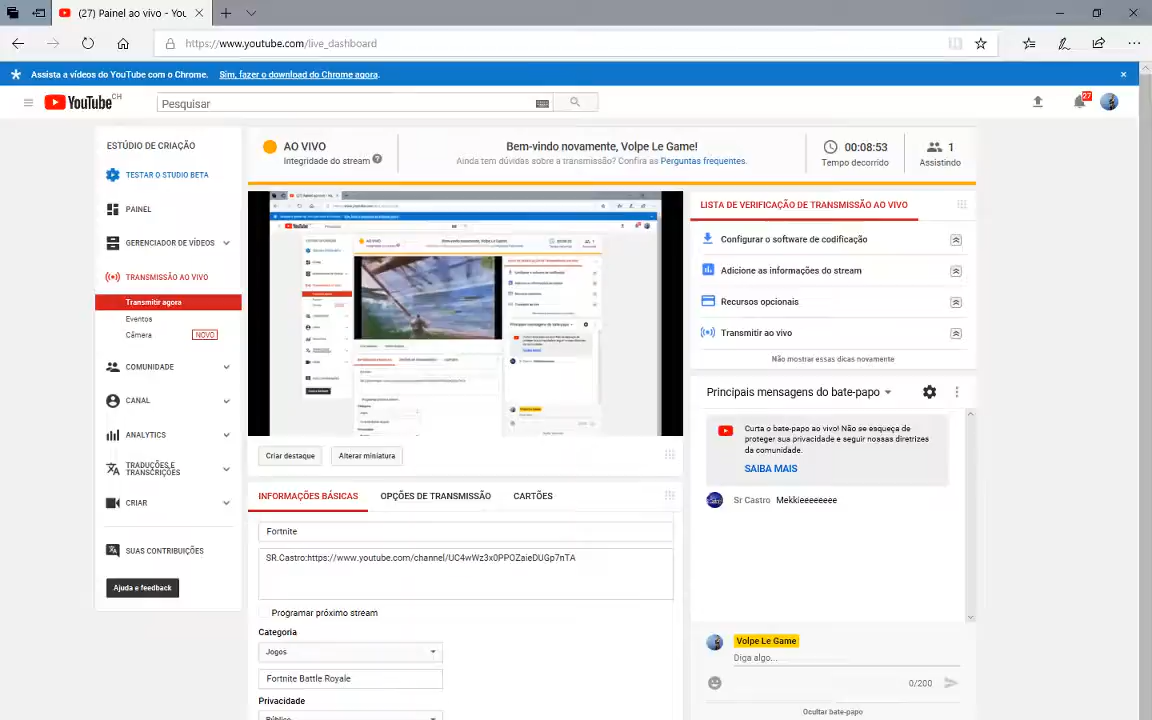 (27) Painel ao vivo - You
https://www.youtube.com/live_dashboard
Assista a vídeos do YouTube com o Chrome. Sim, fazer o download do Chrome agora.
YouTube CH
Pesquisar
27
ESTÚDIO DE CRIAÇÃO
TESTAR O STUDIO BETA
PAINEL
GERENCIADOR DE VÍDEOS
TRANSMISSÃO AO VIVO
Transmitir agora
Eventos
Câmera NOVO
COMUNIDADE
CANAL
ANALYTICS
TRADUÇÕES E
TRANSCRIÇÕES
CRIAR
SUAS CONTRIBUIÇÕES
Ajuda e feedback
AO VIVO
Integridade do stream ?
Bem-vindo novamente, Volpe Le Game!
Ainda tem dúvidas sobre a transmissão? Confira as Perguntas frequentes.
00:08:53
Tempo decorrido
1
Assistindo
Criar destaque
Alterar miniatura
INFORMAÇÕES BÁSICAS
OPÇÕES DE TRANSMISSÃO
CARTÕES
Fortnite
SR.Castro:https://www.youtube.com/channel/UC4wWz3x0PPOZaieDUGp7nTA
Programar próximo stream
Categoria
Jogos
Fortnite Battle Royale
Privacidade
Público
LISTA DE VERIFICAÇÃO DE TRANSMISSÃO AO VIVO
Configurar o software de codificação
Adicione as informações do stream
Recursos opcionais
Transmitir ao vivo
Não mostrar essas dicas novamente
Principais mensagens do bate-papo
Curta o bate-papo ao vivo! Não se esqueça de
proteger sua privacidade e seguir nossas diretrizes
da comunidade.
SAIBA MAIS
Sr Castro Mekkieeeeeeee
Volpe Le Game
Diga algo...
0/200
Ocultar bate-papo